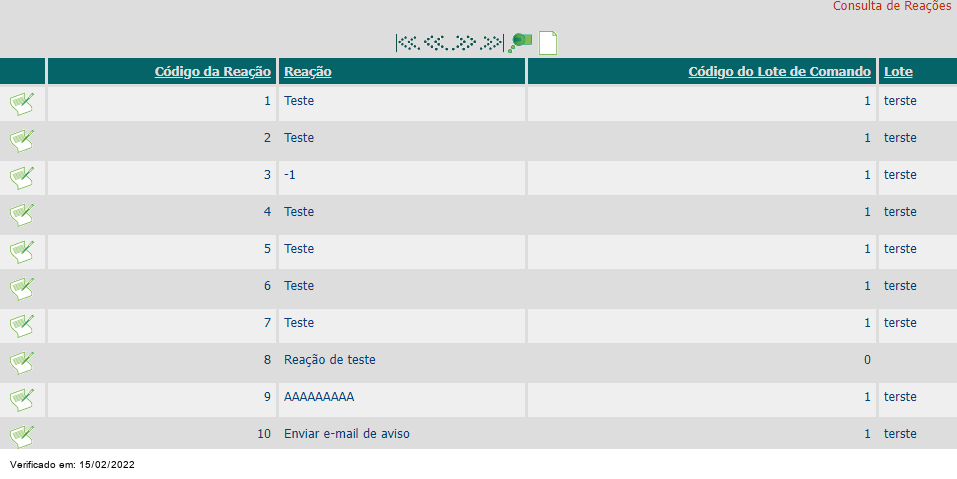 Consulta de Reações
Código da Reação Reação Código do Lote de Comando Lote
1 Teste 1 terste
2 Teste 1 terste
3 -1 1 terste
4 Teste 1 terste
5 Teste 1 terste
6 Teste 1 terste
7 Teste 1 terste
8 Reação de teste 0
9 AAAAAAAAA 1 terste
10 Enviar e-mail de aviso 1 terste
Verificado em: 15/02/2022